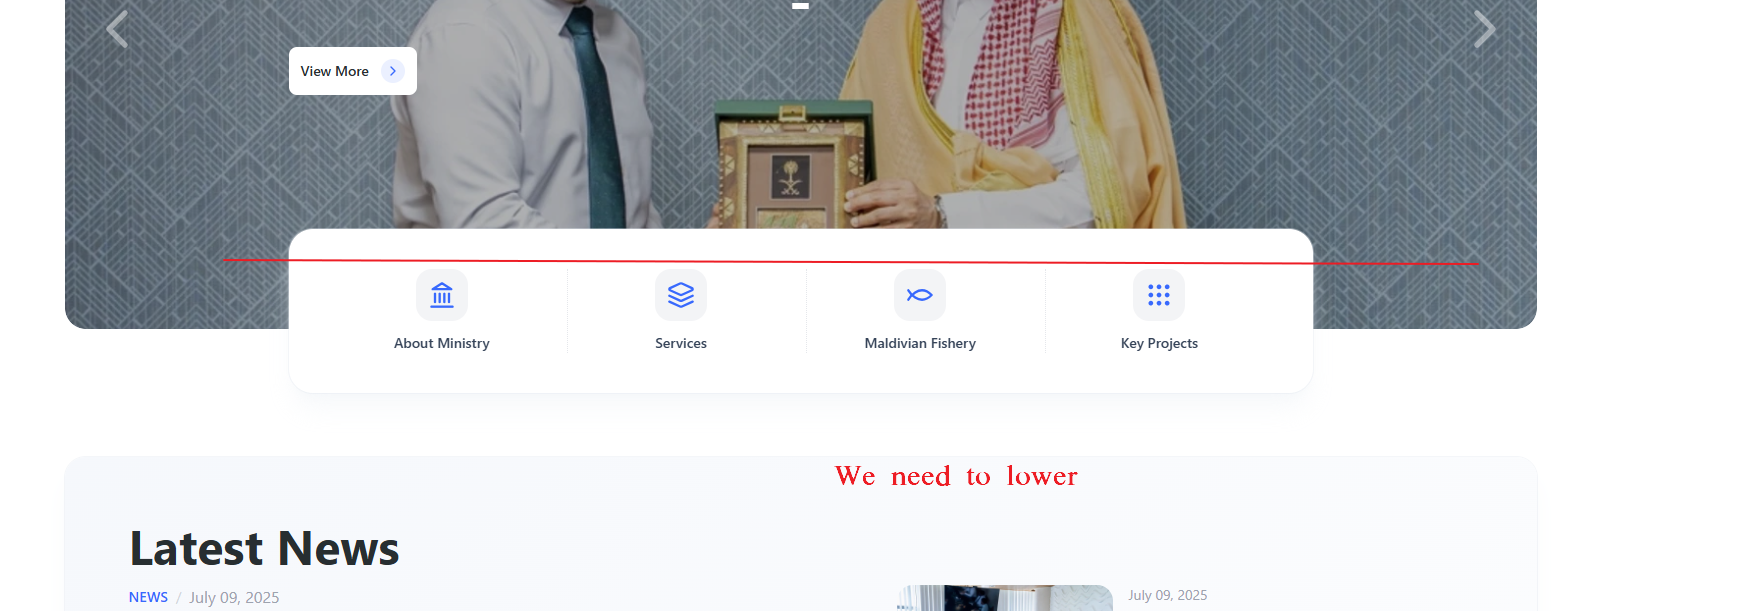 View More
About Ministry
Services
Maldivian Fishery
Key Projects
We need to lower
Latest News
NEWS / July 09, 2025
July 09, 2025